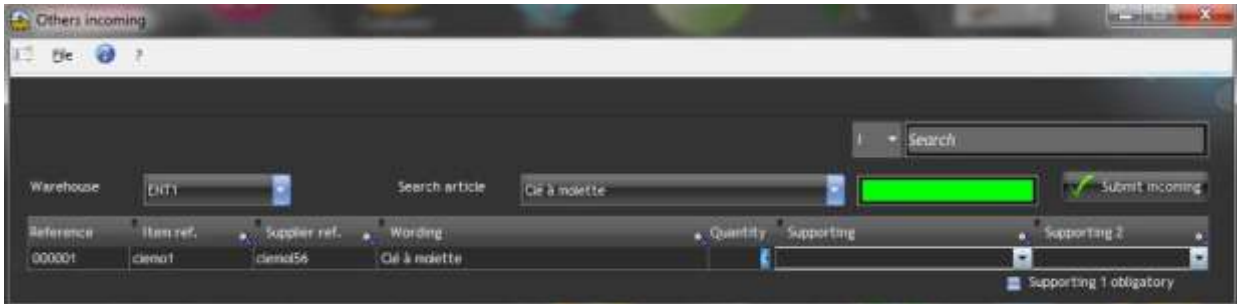 Others incoming
File ?
Search
Warehouse ENT1 Search article Clé à molette Submit incoming
Reference Item ref. Supplier ref. Wording Quantity Supporting Supporting 2
000001 clemo1 clemol56 Clé à molette
Supporting 1 obligatory